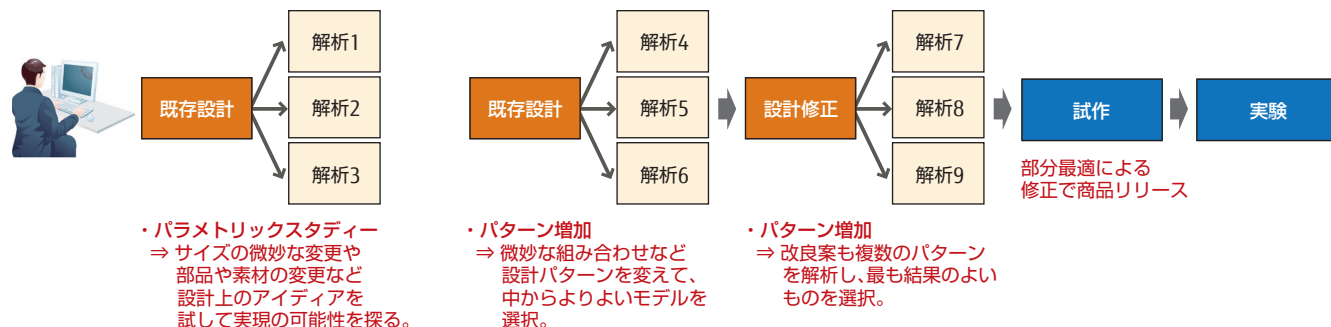 既存設計
解析1
解析2
解析3
・パラメトリックスタディー
⇒ サイズの微妙な変更や
部品や素材の変更など
設計上のアイディアを
試して実現の可能性を探る。
既存設計
解析4
解析5
解析6
・パターン増加
⇒ 微妙な組み合わせなど
設計パターンを変えて、
中からよりよいモデルを
選択。
設計修正
解析7
解析8
解析9
・パターン増加
⇒ 改良案も複数のパターン
を解析し、最も結果のよい
ものを選択。
試作
部分最適による
修正で商品リリース
実験